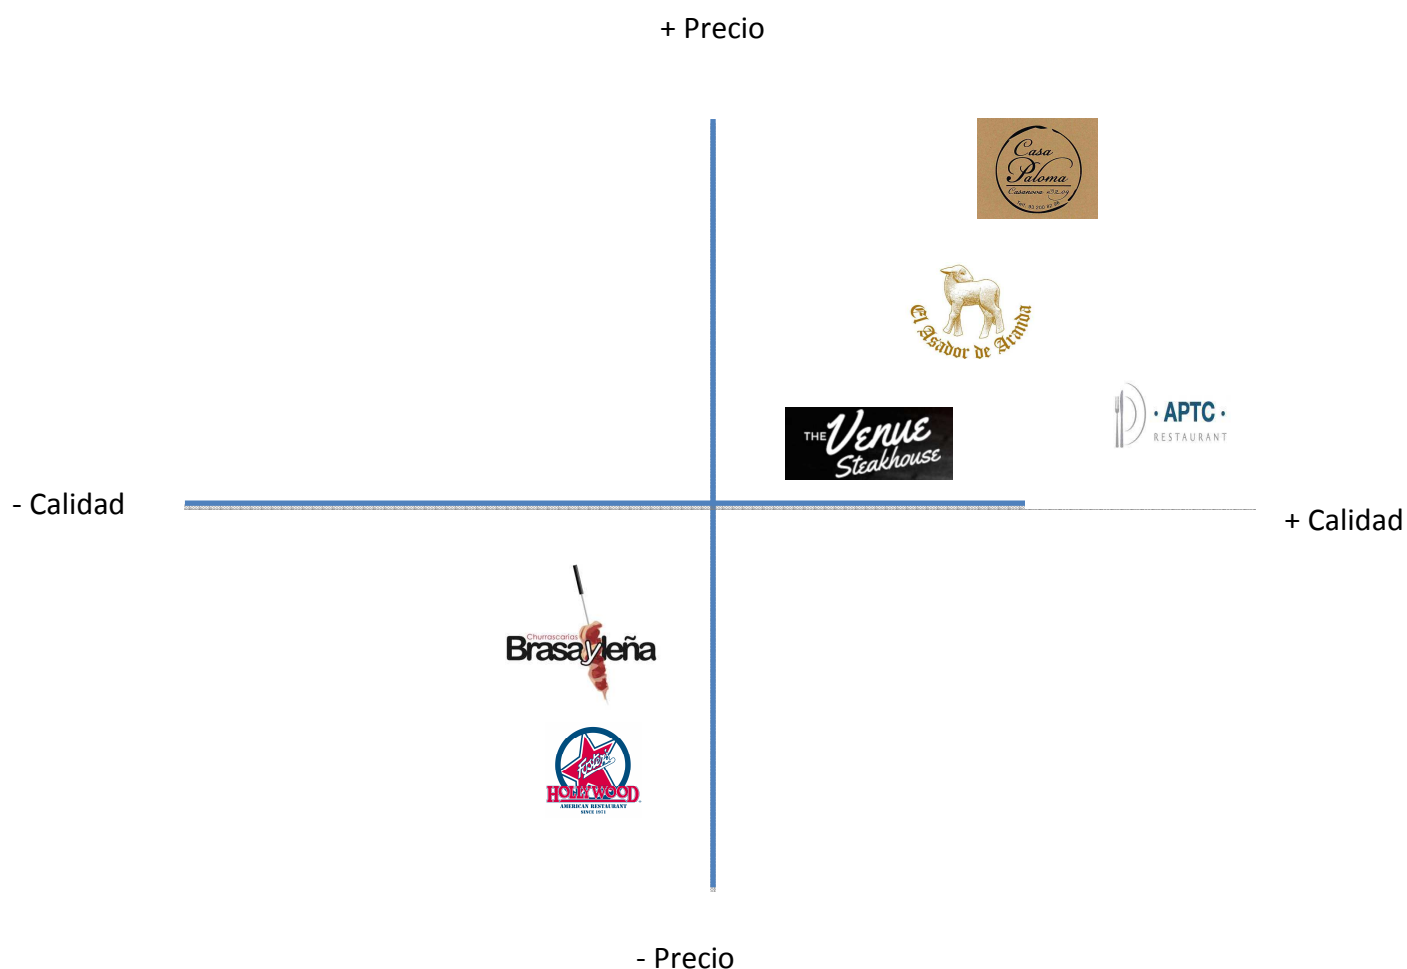 + Precio
Casa
Paloma
Casanova
El Asador de Aranda
THE VENUE
Steakhouse
· APTC ·
RESTAURANT
- Calidad
+ Calidad
Churrascarías
Brasayleña
Foster's
HOLLYWOOD
AMERICAN RESTAURANT
SINCE 1971
- Precio